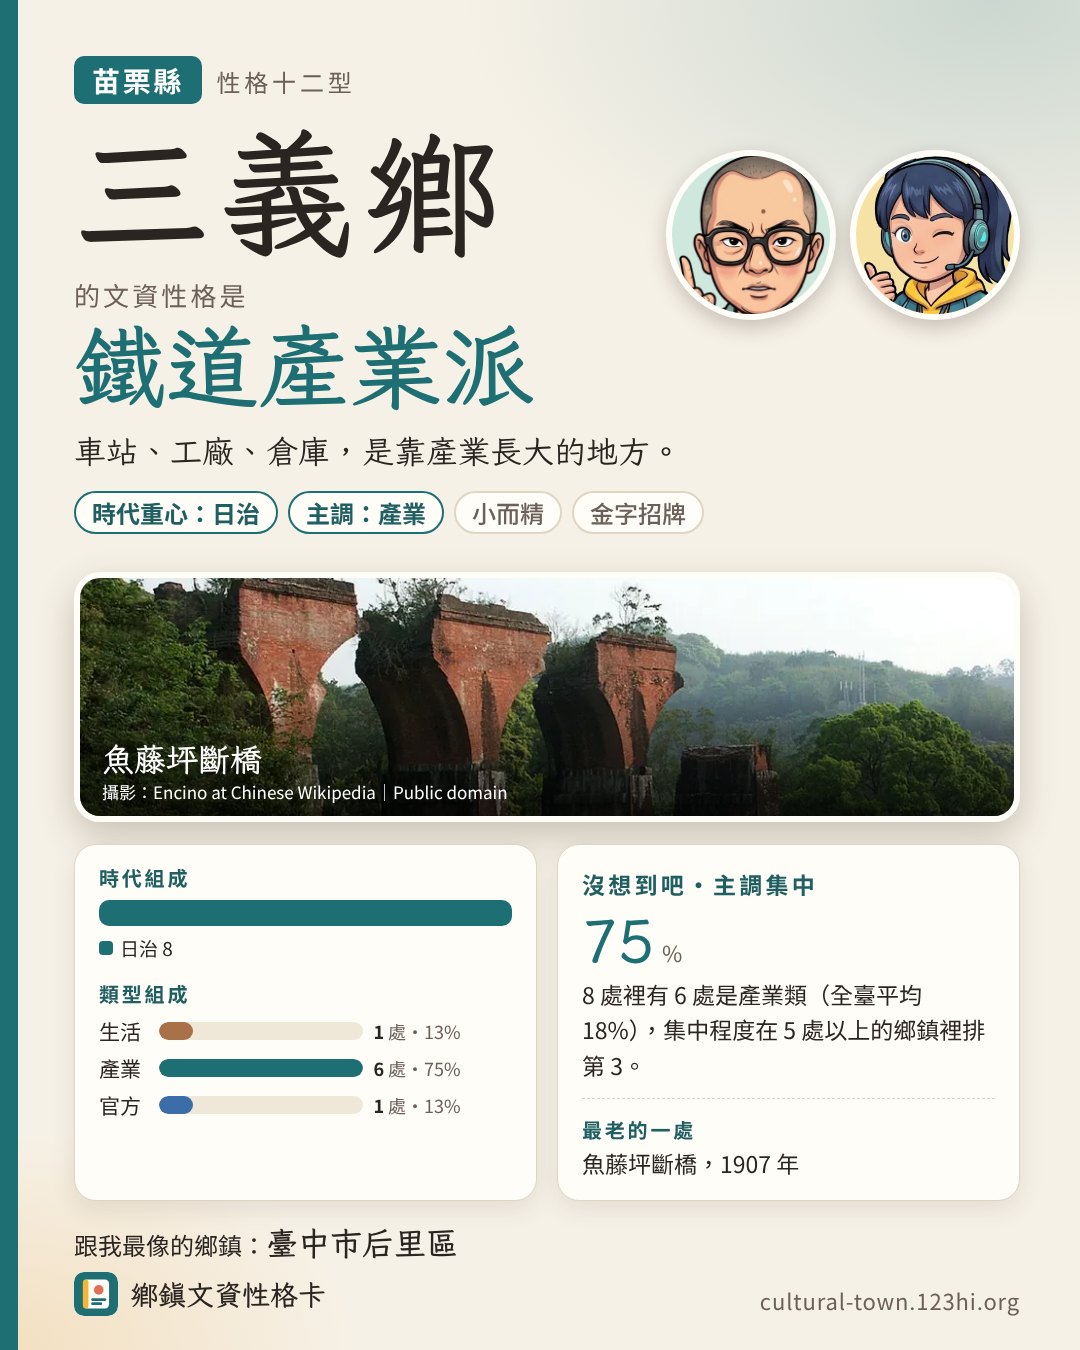 苗栗縣 性格十二型
三義鄉
的文資性格是
鐵道產業派
車站、工廠、倉庫，是靠產業長大的地方。
時代重心：日治 主調：產業 小而精 金字招牌
魚藤坪斷橋
攝影：Encino at Chinese Wikipedia｜Public domain
時代組成
日治 8
類型組成
生活 1 處・13%
產業 6 處・75%
官方 1 處・13%
沒想到吧・主調集中
75 %
8 處裡有 6 處是產業類（全臺平均
18%），集中程度在 5 處以上的鄉鎮裡排
第 3。
最老的一處
魚藤坪斷橋，1907 年
跟我最像的鄉鎮：臺中市后里區
鄉鎮文資性格卡
cultural-town.123hi.org